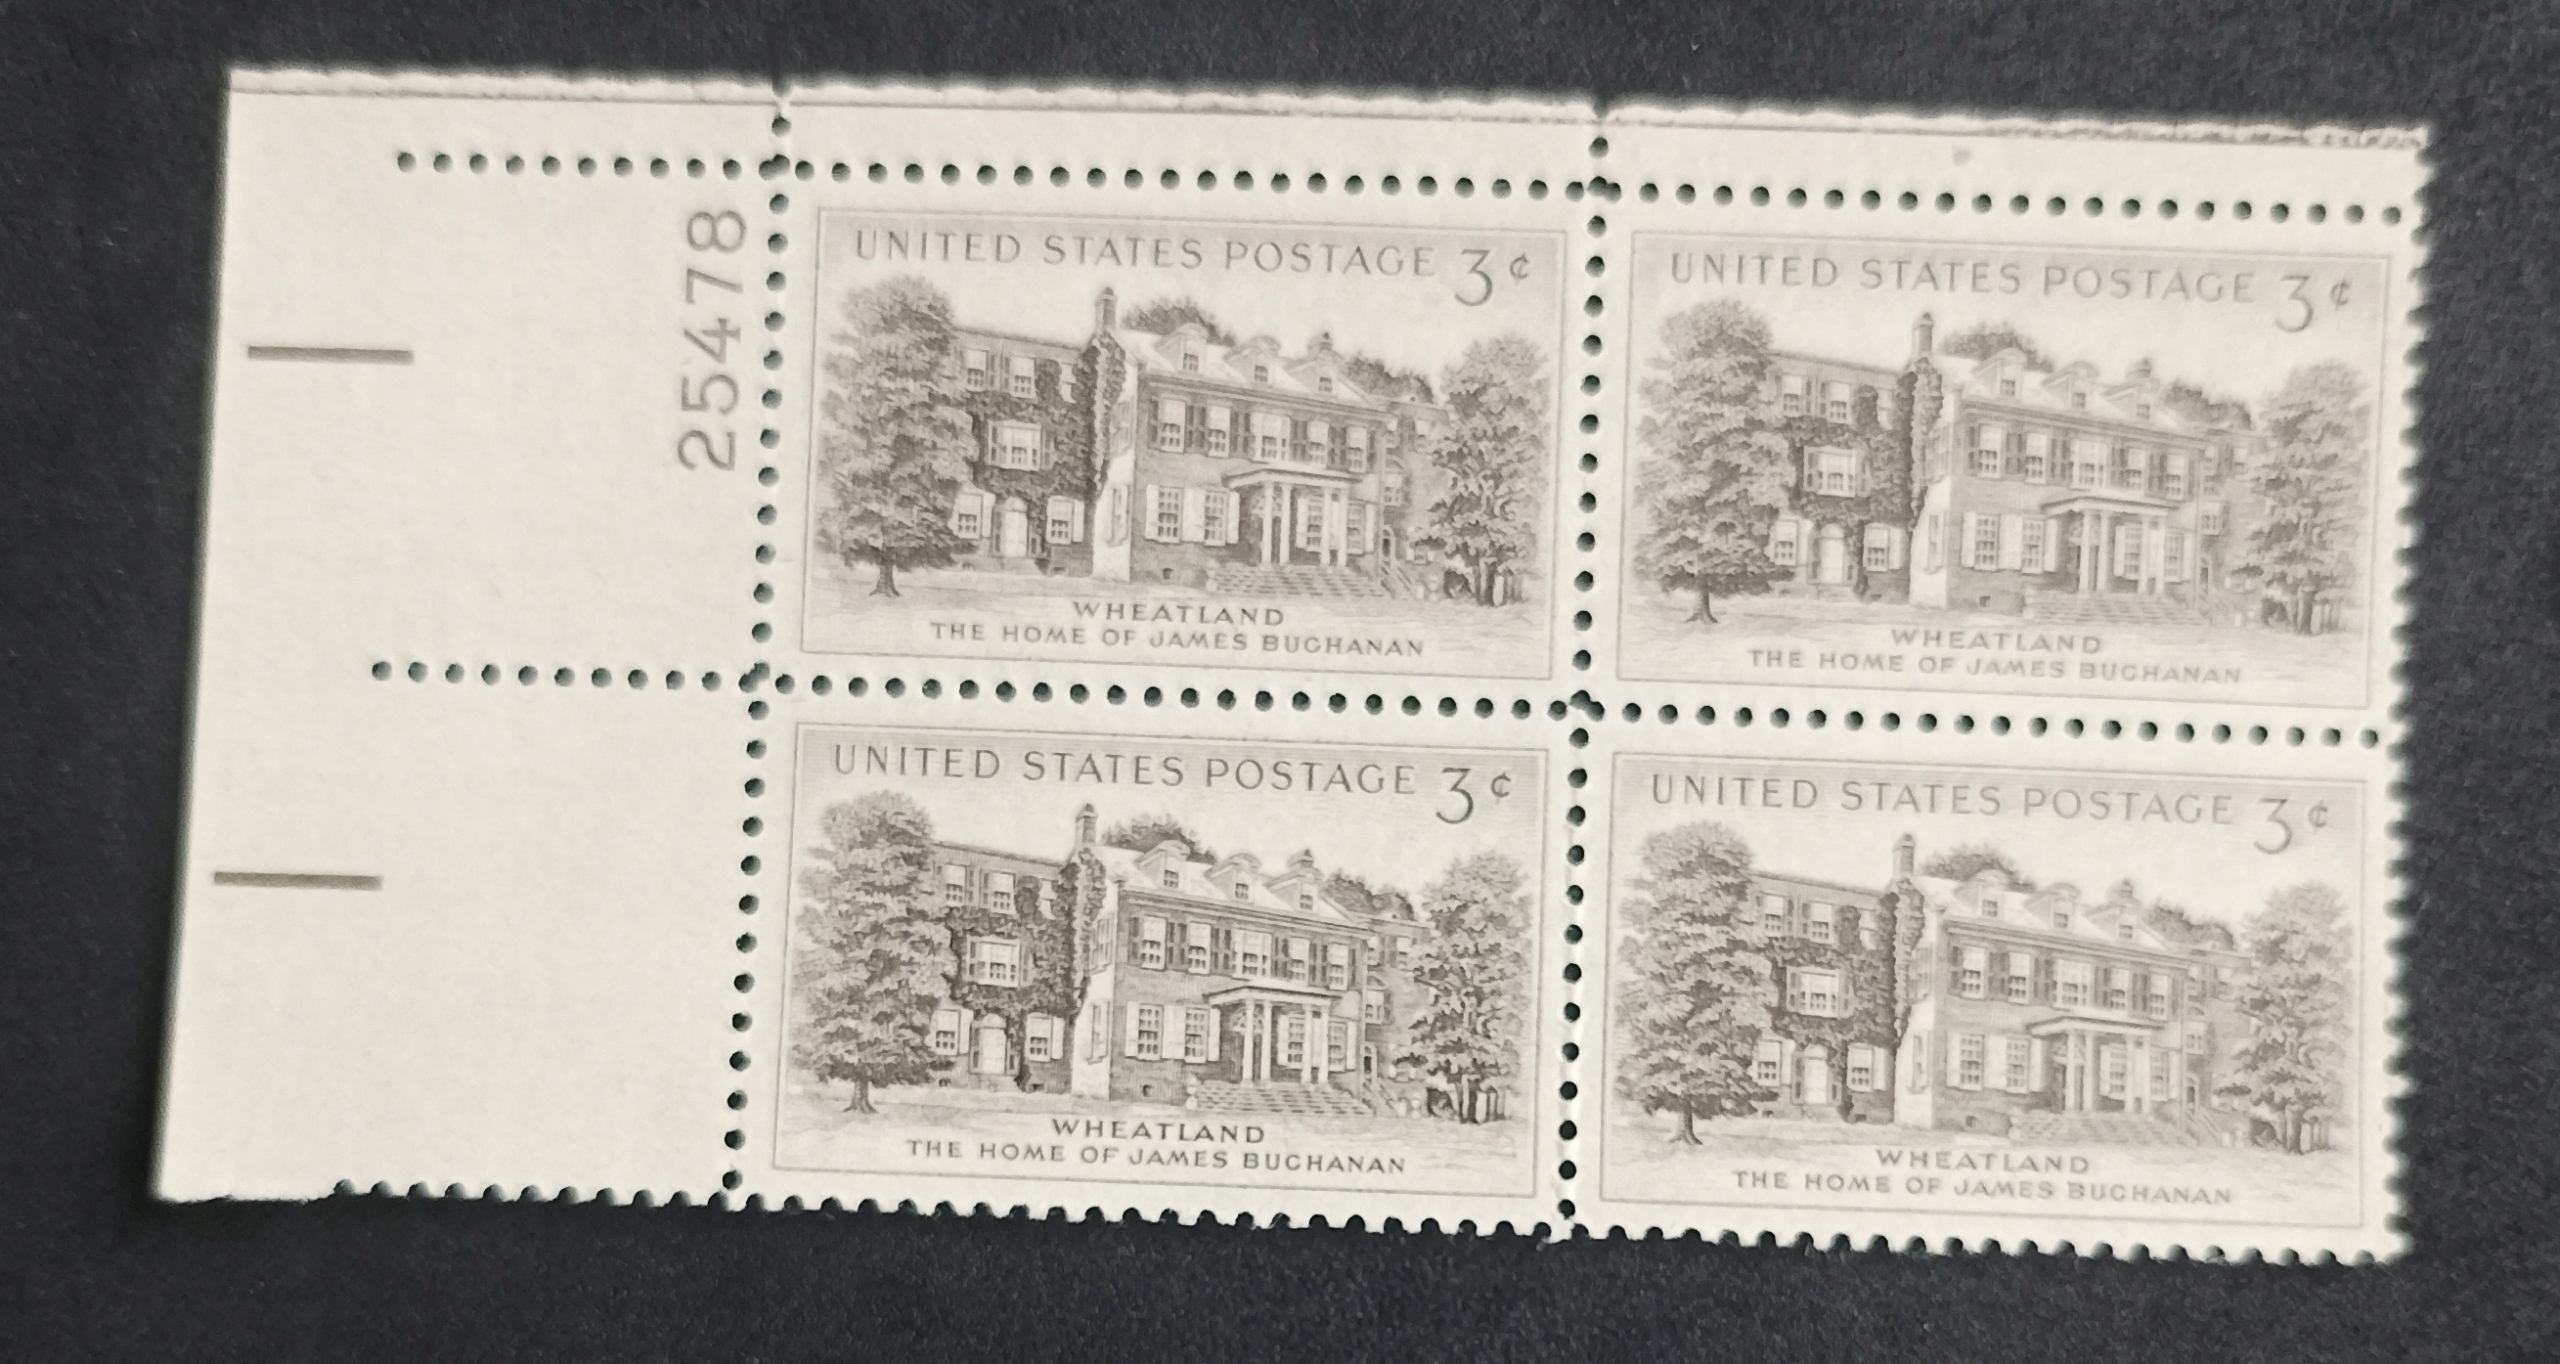 25478
UNITED STATES POSTAGE 3¢
WHEATLAND
THE HOME OF JAMES BUCHANAN
UNITED STATES POSTAGE 3¢
WHEATLAND
THE HOME OF JAMES BUCHANAN
UNITED STATES POSTAGE 3¢
WHEATLAND
THE HOME OF JAMES BUCHANAN
UNITED STATES POSTAGE 3¢
WHEATLAND
THE HOME OF JAMES BUCHANAN